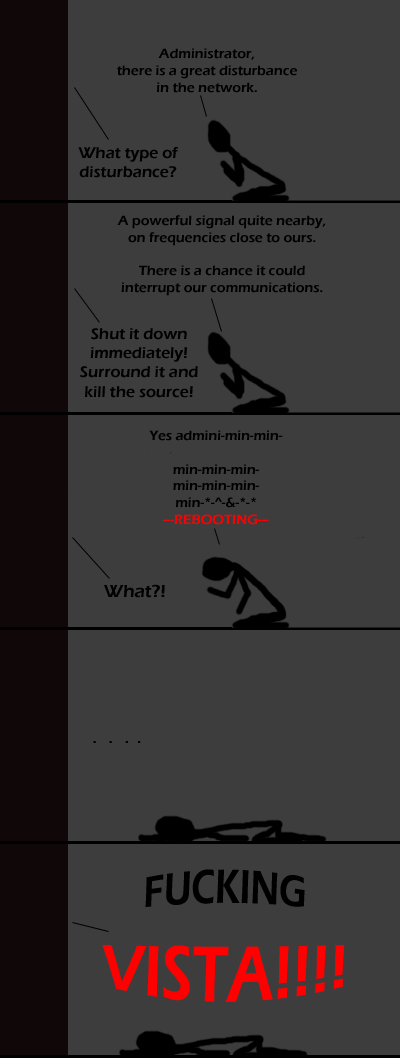 Administrator,
there is a great disturbance
in the network.
What type of
disturbance?
A powerful signal quite nearby,
on frequencies close to ours.
There is a chance it could
interrupt our communications.
Shut it down
immediately!
Surround it and
kill the source!
Yes admini-min-min-
min-min-min-
min-min-min-
min-*-^-&-*-*
---REBOOTING---
What?!
. . . .
FUCKING
VISTA!!!!